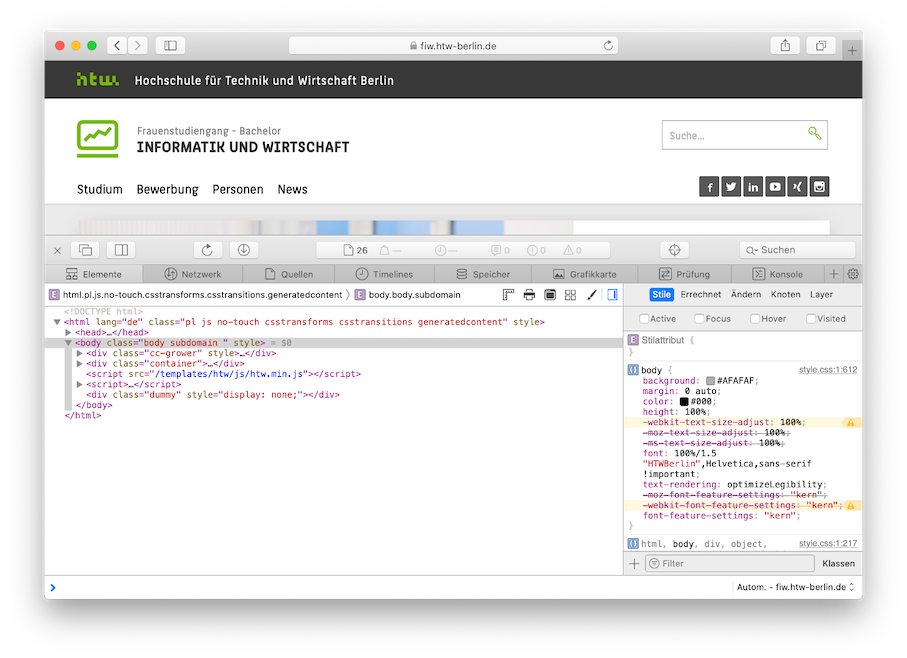 fiw.htw-berlin.de
htw. Hochschule für Technik und Wirtschaft Berlin
Frauenstudiengang - Bachelor
INFORMATIK UND WIRTSCHAFT
Suche...
Studium Bewerbung Personen News
26 — — 0 0 0 Suchen
Elemente Netzwerk Quellen Timelines Speicher Grafikkarte Prüfung Konsole
E html.pl.js.no-touch.csstransforms.csstransitions.generatedcontent E body.body.subdomain
<!DOCTYPE html>
<html lang="de" class="pl js no-touch csstransforms csstransitions generatedcontent" style>
<head>…</head>
<body class="body subdomain " style> = $0
<div class="cc-grower" style>…</div>
<div class="container">…</div>
<script src="/templates/htw/js/htw.min.js"></script>
<script>…</script>
<div class="dummy" style="display: none;"></div>
</body>
</html>
Stile Errechnet Ändern Knoten Layer
Active Focus Hover Visited
E Stilattribut {
}
{} body { style.css:1:612
background: #AFAFAF;
margin: 0 auto;
color: #000;
height: 100%;
-webkit-text-size-adjust: 100%;
-moz-text-size-adjust: 100%;
-ms-text-size-adjust: 100%;
font: 100%/1.5
"HTWBerlin",Helvetica,sans-serif
!important;
text-rendering: optimizeLegibility;
-moz-font-feature-settings: "kern";
-webkit-font-feature-settings: "kern";
font-feature-settings: "kern";
}
{} html, body, div, object, style.css:1:217
Filter Klassen
Autom. - fiw.htw-berlin.de